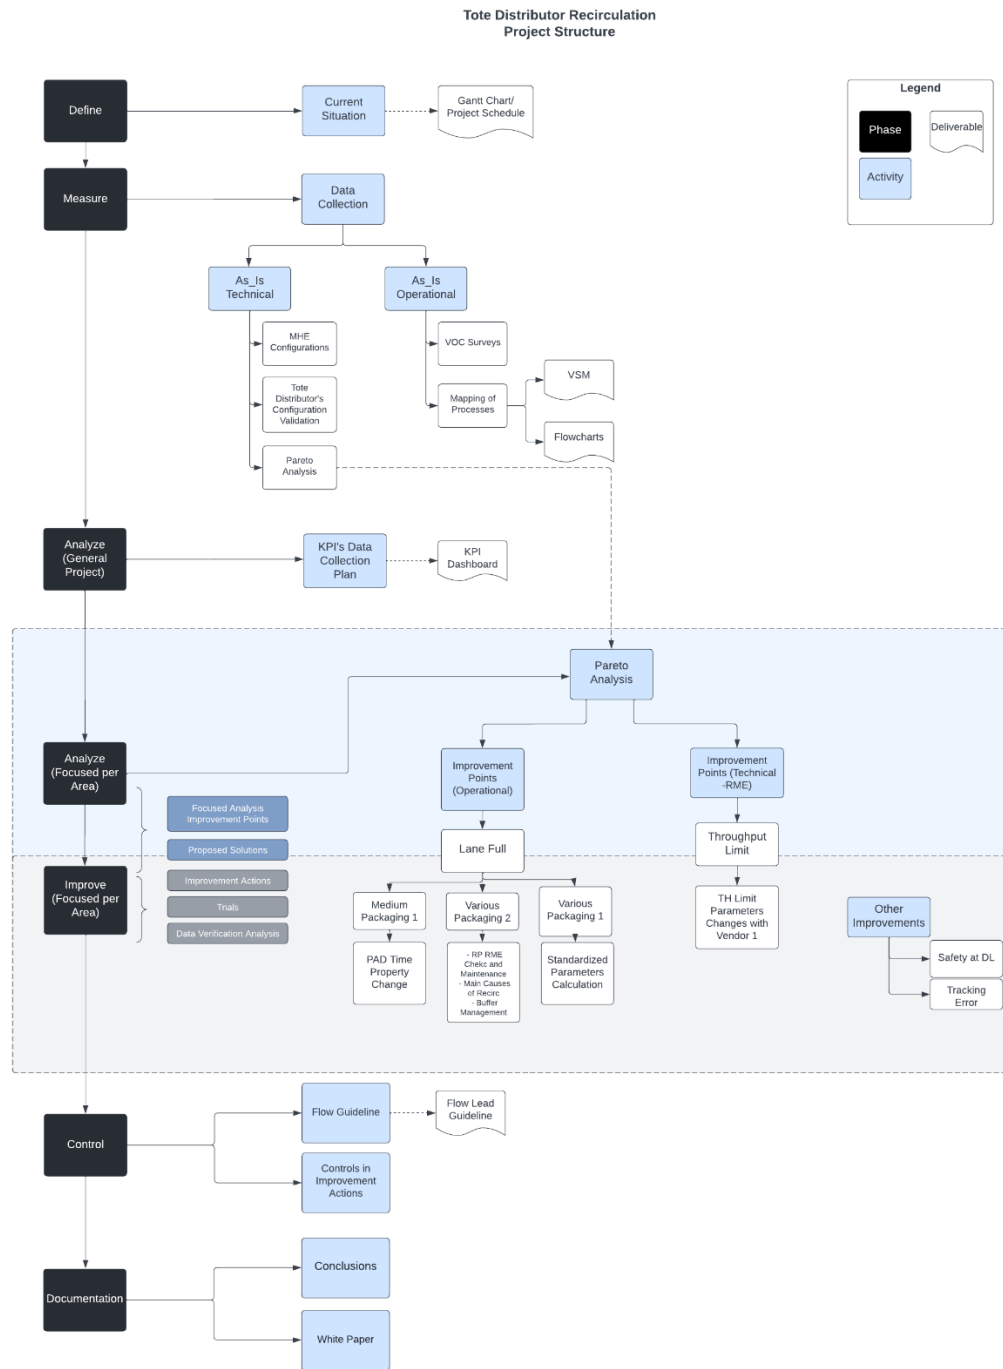 Tote Distributor Recirculation
Project Structure
Define
Current
Situation
Gantt Chart/
Project Schedule
Legend
Phase
Deliverable
Activity
Measure
Data
Collection
As_Is
Technical
As_Is
Operational
MHE
Configurations
VOC Surveys
Tote
Distributor's
Configuration
Validation
Mapping of
Processes
VSM
Flowcharts
Pareto
Analysis
Analyze
(General
Project)
KPI's Data
Collection
Plan
KPI
Dashboard
Pareto
Analysis
Analyze
(Focused per
Area)
Improvement
Points
(Operational)
Improvement
Points (Technical
-RME)
Focused Analysis
Improvement Points
Proposed Solutions
Lane Full
Throughput
Limit
Improve
(Focused per
Area)
Improvement Actions
Trials
Data Verification Analysis
Medium
Packaging 1
Various
Packaging 2
Various
Packaging 1
TH Limit
Parameters
Changes with
Vendor 1
Other
Improvements
PAD Time
Property
Change
- RP RME
Chekc and
Maintenance
- Main Causes
of Recirc
- Buffer
Management
Standardized
Parameters
Calculation
Safety at DL
Tracking
Error
Control
Flow Guideline
Flow Lead
Guideline
Controls in
Improvement
Actions
Documentation
Conclusions
White Paper